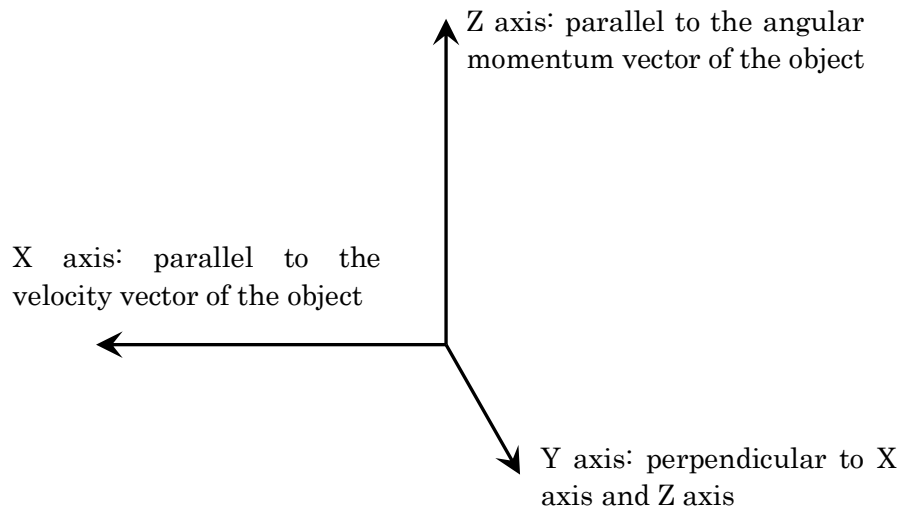 Z axis: parallel to the angular
momentum vector of the object
X axis: parallel to the
velocity vector of the object
Y axis: perpendicular to X
axis and Z axis